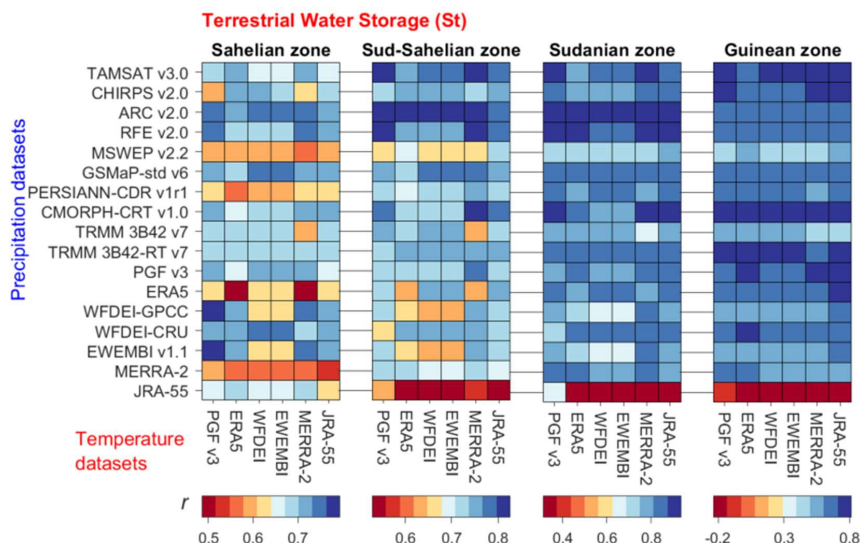 Terrestrial Water Storage (St)
Sahelian zone Sud-Sahelian zone Sudanian zone Guinean zone
Precipitation datasets
TAMSAT v3.0
CHIRPS v2.0
ARC v2.0
RFE v2.0
MSWEP v2.2
GSMaP-std v6
PERSIANN-CDR v1r1
CMORPH-CRT v1.0
TRMM 3B42 v7
TRMM 3B42-RT v7
PGF v3
ERA5
WFDEI-GPCC
WFDEI-CRU
EWEMBI v1.1
MERRA-2
JRA-55
Temperature
datasets
PGF v3 ERA5 WFDEI EWEMBI MERRA-2 JRA-55 PGF v3 ERA5 WFDEI EWEMBI MERRA-2 JRA-55 PGF v3 ERA5 WFDEI EWEMBI MERRA-2 JRA-55 PGF v3 ERA5 WFDEI EWEMBI MERRA-2 JRA-55
r
0.5 0.6 0.7 0.6 0.7 0.8 0.4 0.6 0.8 -0.2 0.3 0.8